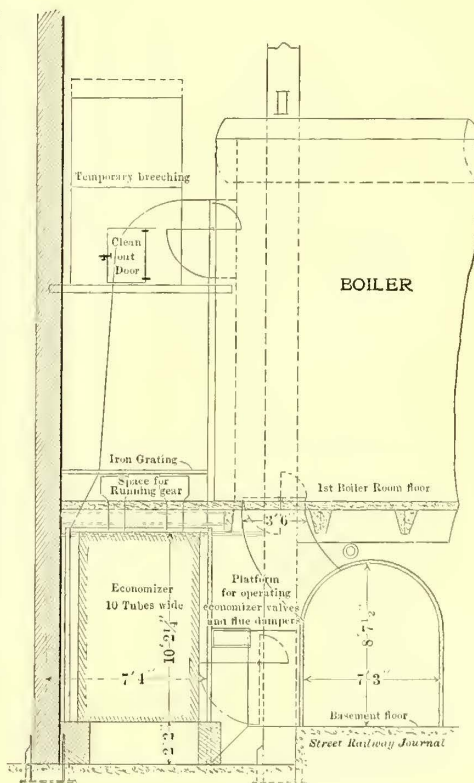 Temporary breeching
Clean
out
Door
BOILER
Iron Grating
Space for
Running gear
1st Boiler Room floor
3'6"
Economizer
10 Tubes wide
Platform
for operating
economizer valves
and flue dampers
10'2¼"
8'7½"
7'4"
7'3"
Basement floor
Street Railway Journal